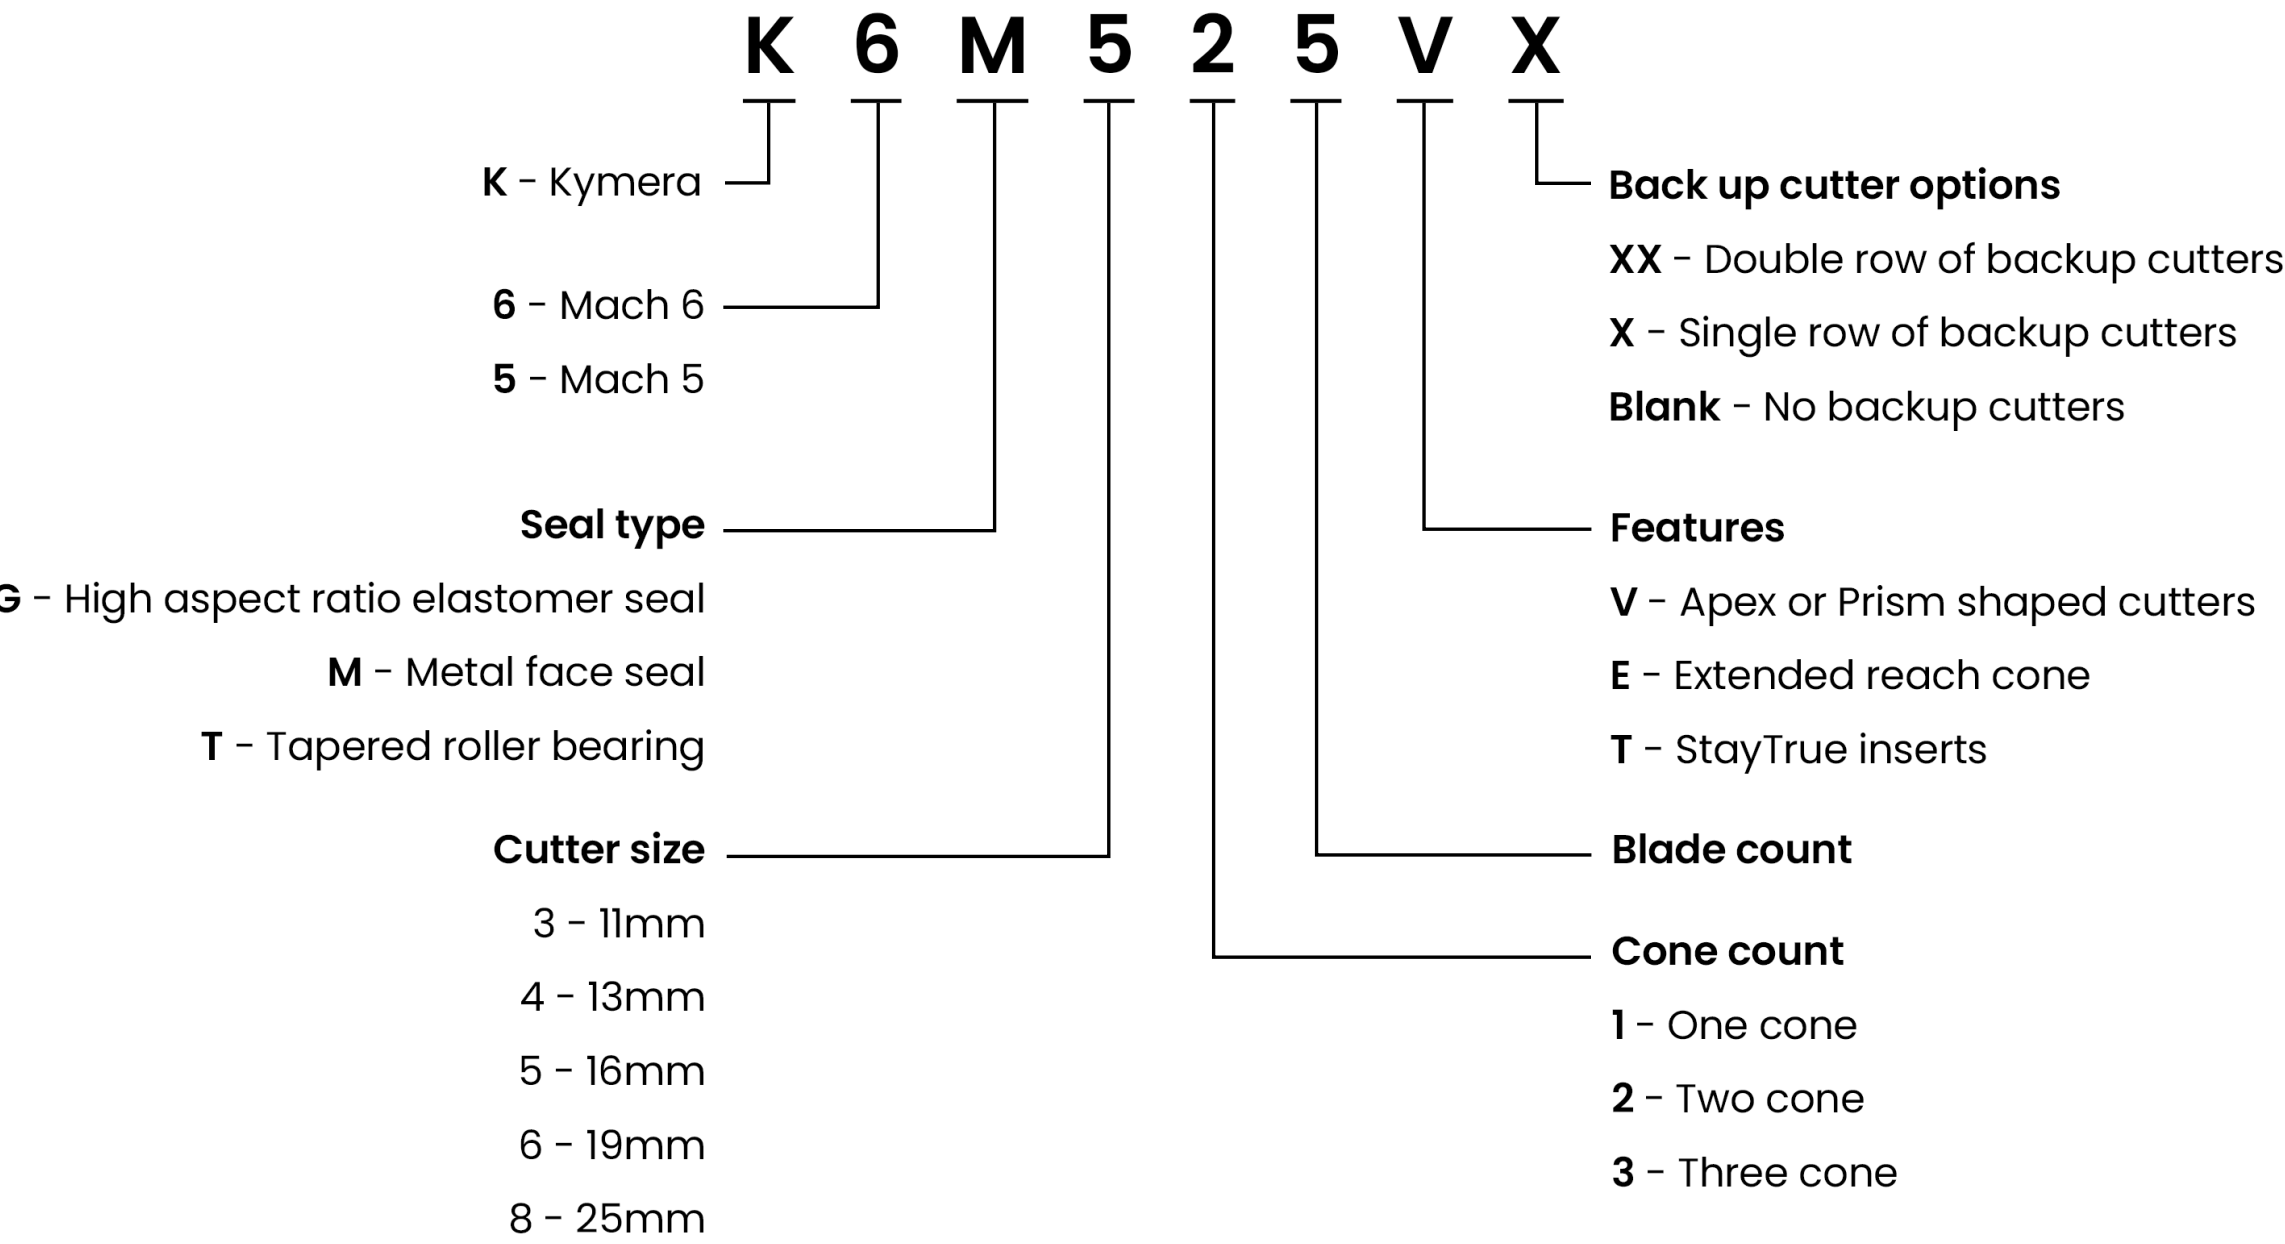 K 6 M 5 2 5 V X
K - Kymera
6 - Mach 6
5 - Mach 5
Seal type
G - High aspect ratio elastomer seal
M - Metal face seal
T - Tapered roller bearing
Cutter size
3 - 11mm
4 - 13mm
5 - 16mm
6 - 19mm
8 - 25mm
Back up cutter options
XX - Double row of backup cutters
X - Single row of backup cutters
Blank - No backup cutters
Features
V - Apex or Prism shaped cutters
E - Extended reach cone
T - StayTrue inserts
Blade count
Cone count
1 - One cone
2 - Two cone
3 - Three cone